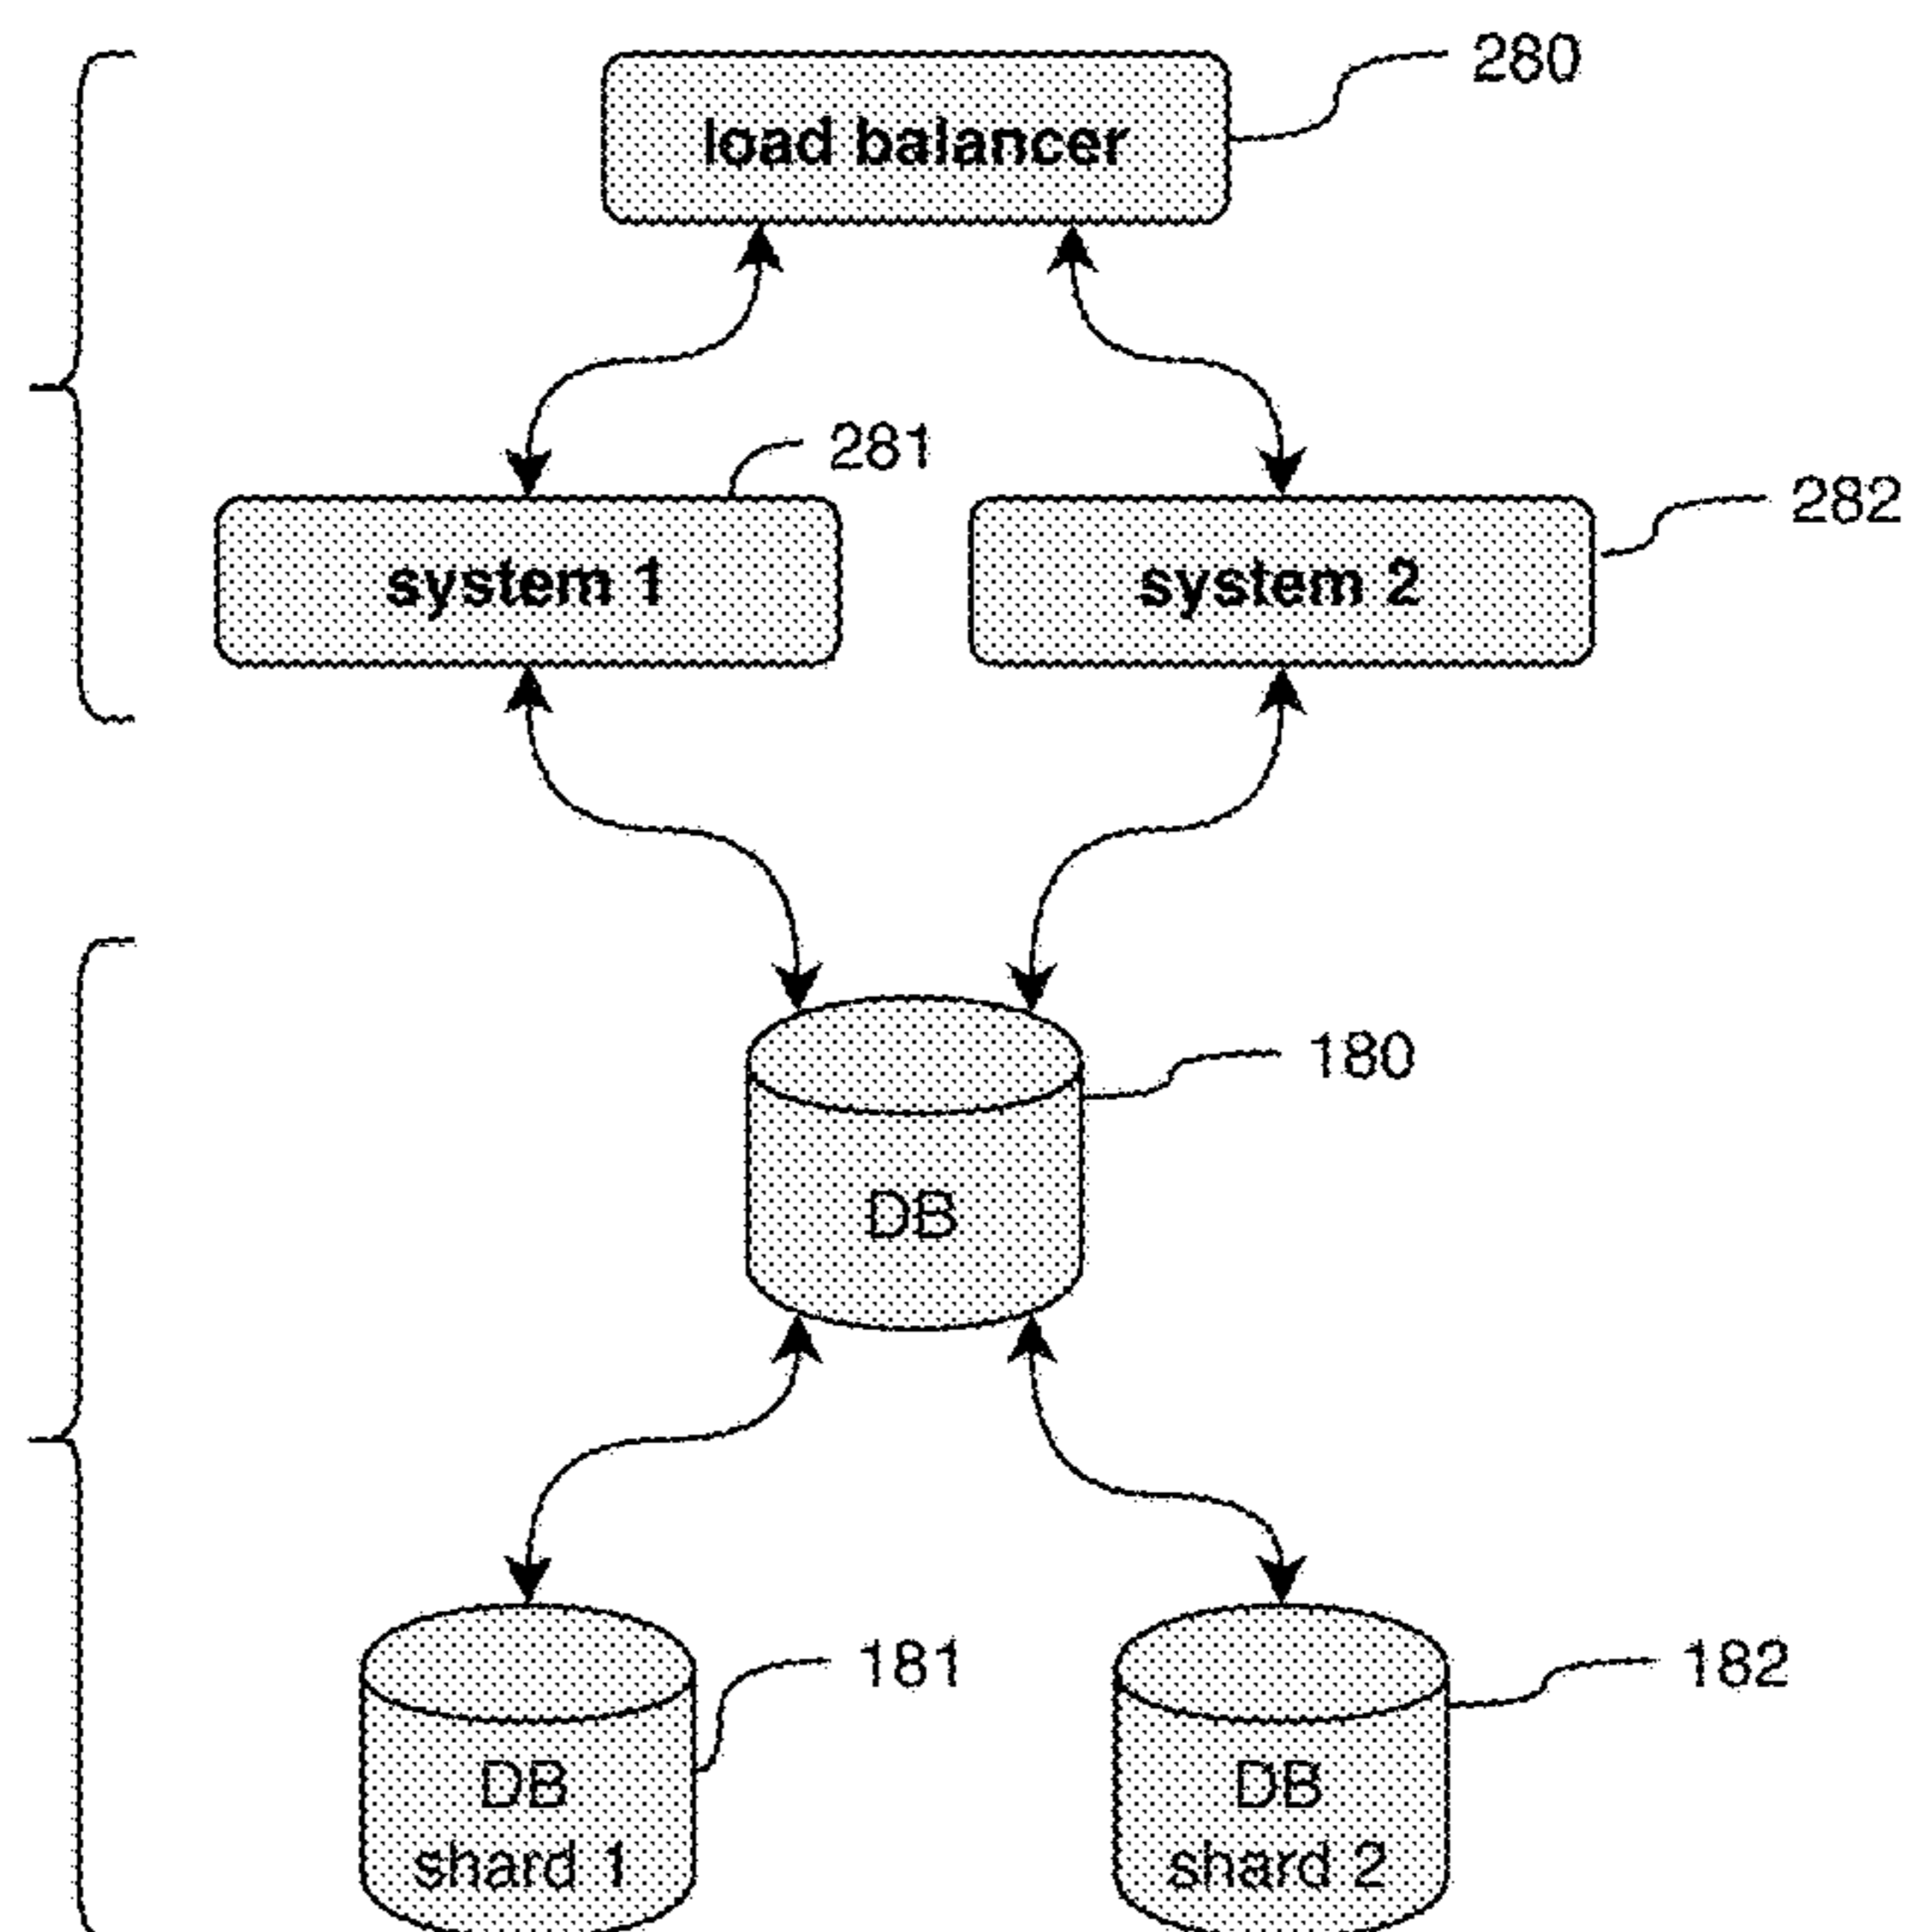 280
load balancer
281
282
system 1
system 2
180
DB
181
182
DB
shard 1
DB
shard 2